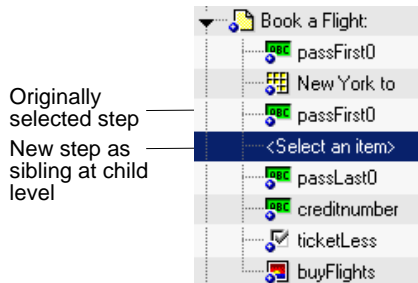 Book a Flight:
passFirst0
New York to
Originally
selected step
passFirst0
New step as
sibling at child
level
<Select an item>
passLast0
creditnumber
ticketLess
buyFlights